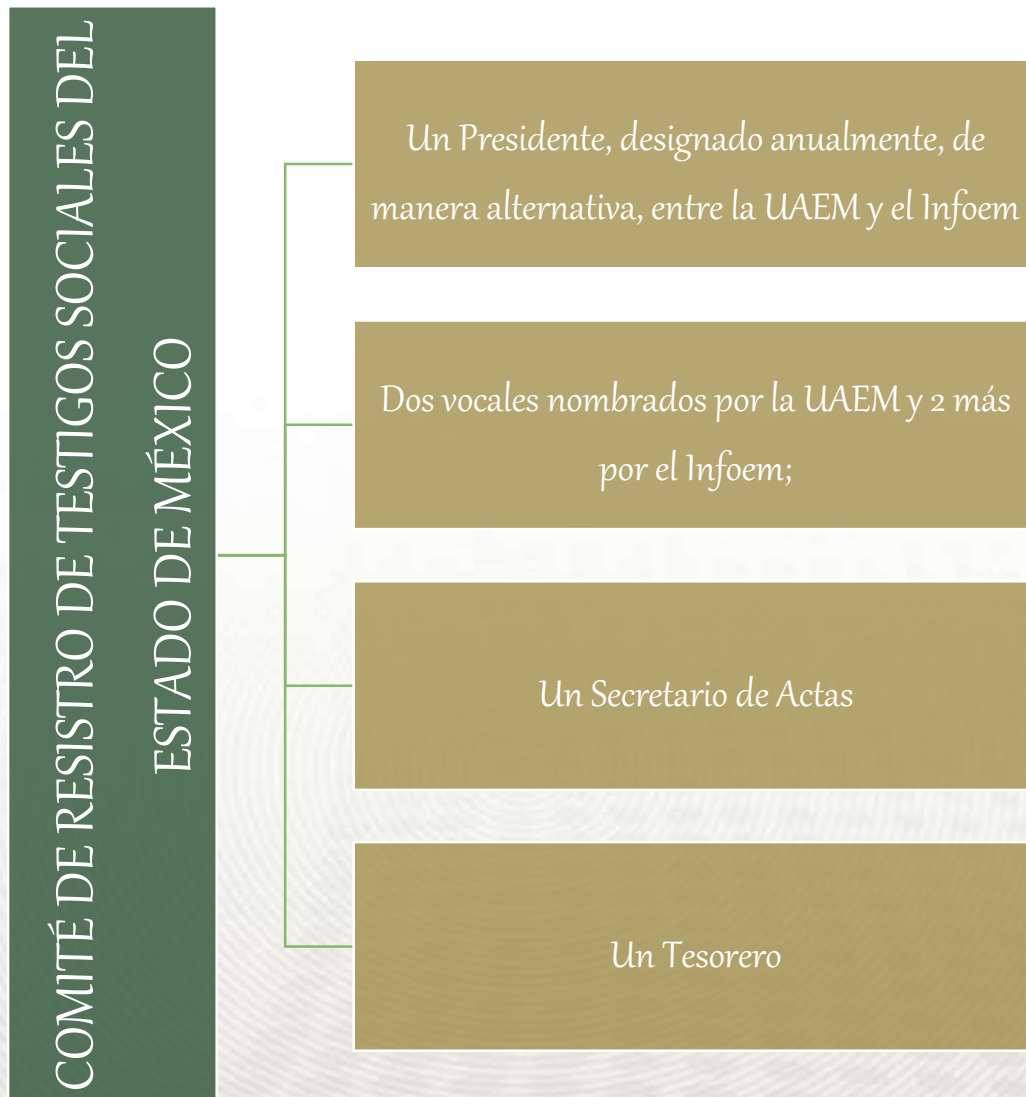 COMITÉ DE RESISTRO DE TESTIGOS SOCIALES DEL
ESTADO DE MÉXICO
Un Presidente, designado anualmente, de
manera alternativa, entre la UAEM y el Infoem
Dos vocales nombrados por la UAEM y 2 más
por el Infoem;
Un Secretario de Actas
Un Tesorero